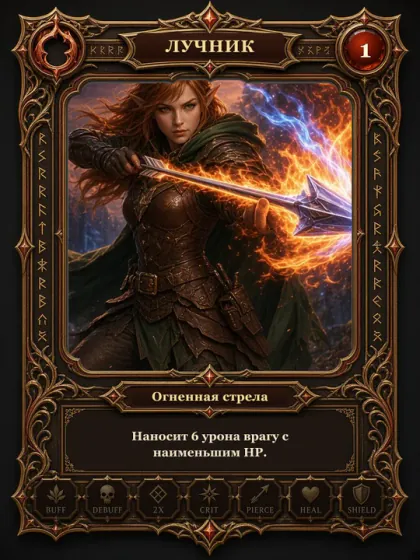 ЛУЧНИК
1
Огненная стрела
Наносит 6 урона врагу с
наименьшим HP.
BUFF DEBUFF 2X CRIT PIERCE HEAL SHIELD